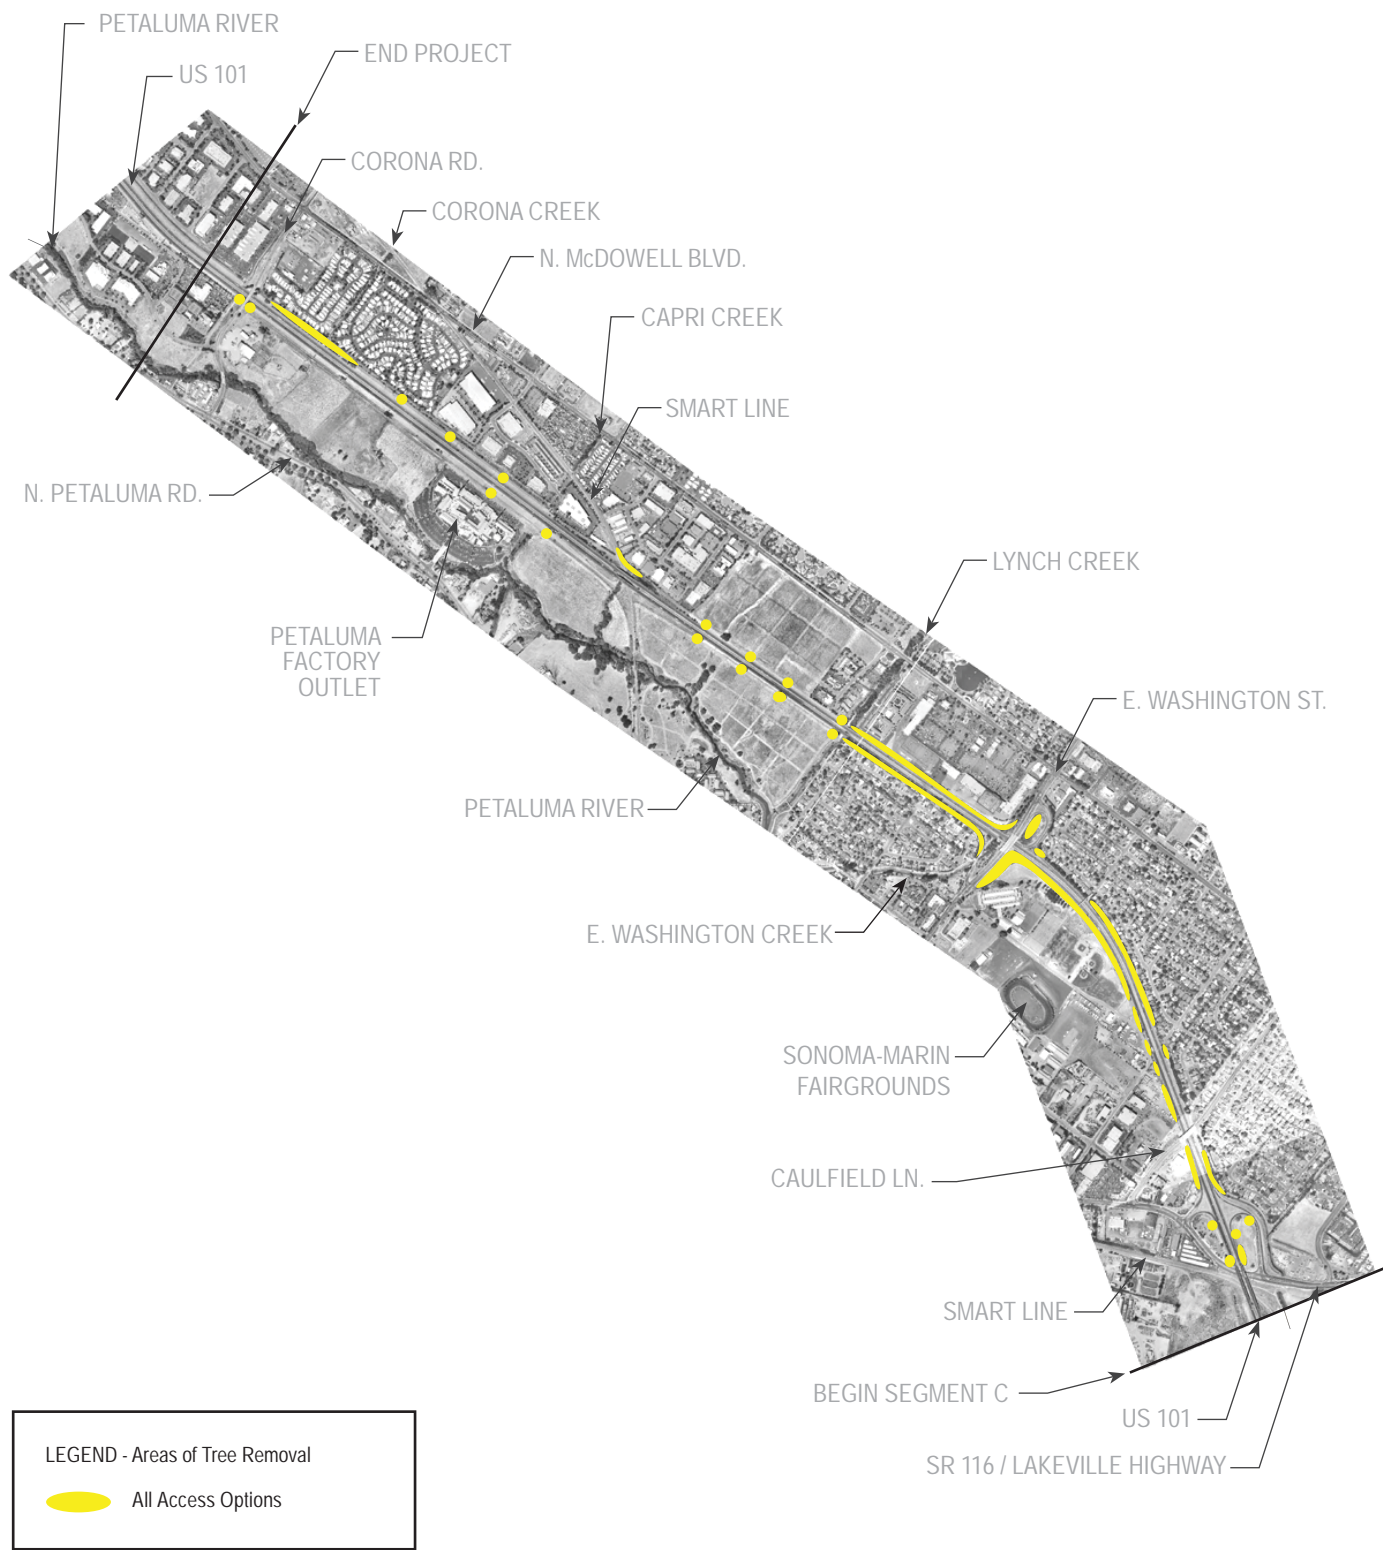 PETALUMA RIVER
END PROJECT
US 101
CORONA RD.
CORONA CREEK
N. McDOWELL BLVD.
CAPRI CREEK
SMART LINE
N. PETALUMA RD.
LYNCH CREEK
PETALUMA
FACTORY
OUTLET
E. WASHINGTON ST.
PETALUMA RIVER
E. WASHINGTON CREEK
SONOMA-MARIN
FAIRGROUNDS
CAULFIELD LN.
SMART LINE
BEGIN SEGMENT C
US 101
SR 116 / LAKEVILLE HIGHWAY
LEGEND - Areas of Tree Removal
All Access Options